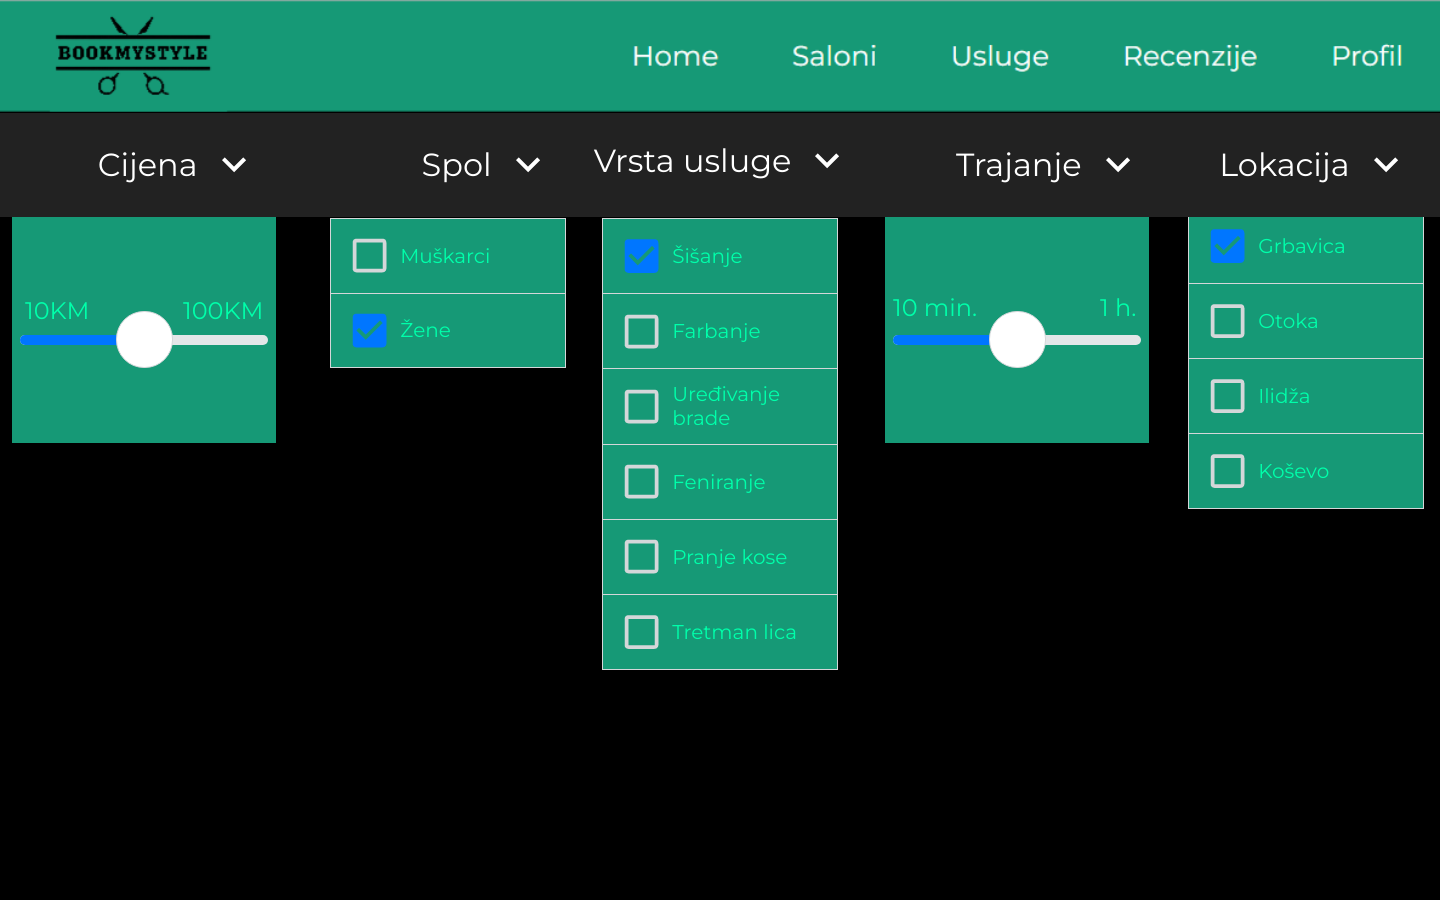 BOOKMYSTYLE
Home Saloni Usluge Recenzije Profil
Cijena Spol Vrsta usluge Trajanje Lokacija
10KM 100KM
Muškarci
Žene
Šišanje
Farbanje
Uređivanje
brade
Feniranje
Pranje kose
Tretman lica
10 min. 1 h.
Grbavica
Otoka
Ilidža
Koševo